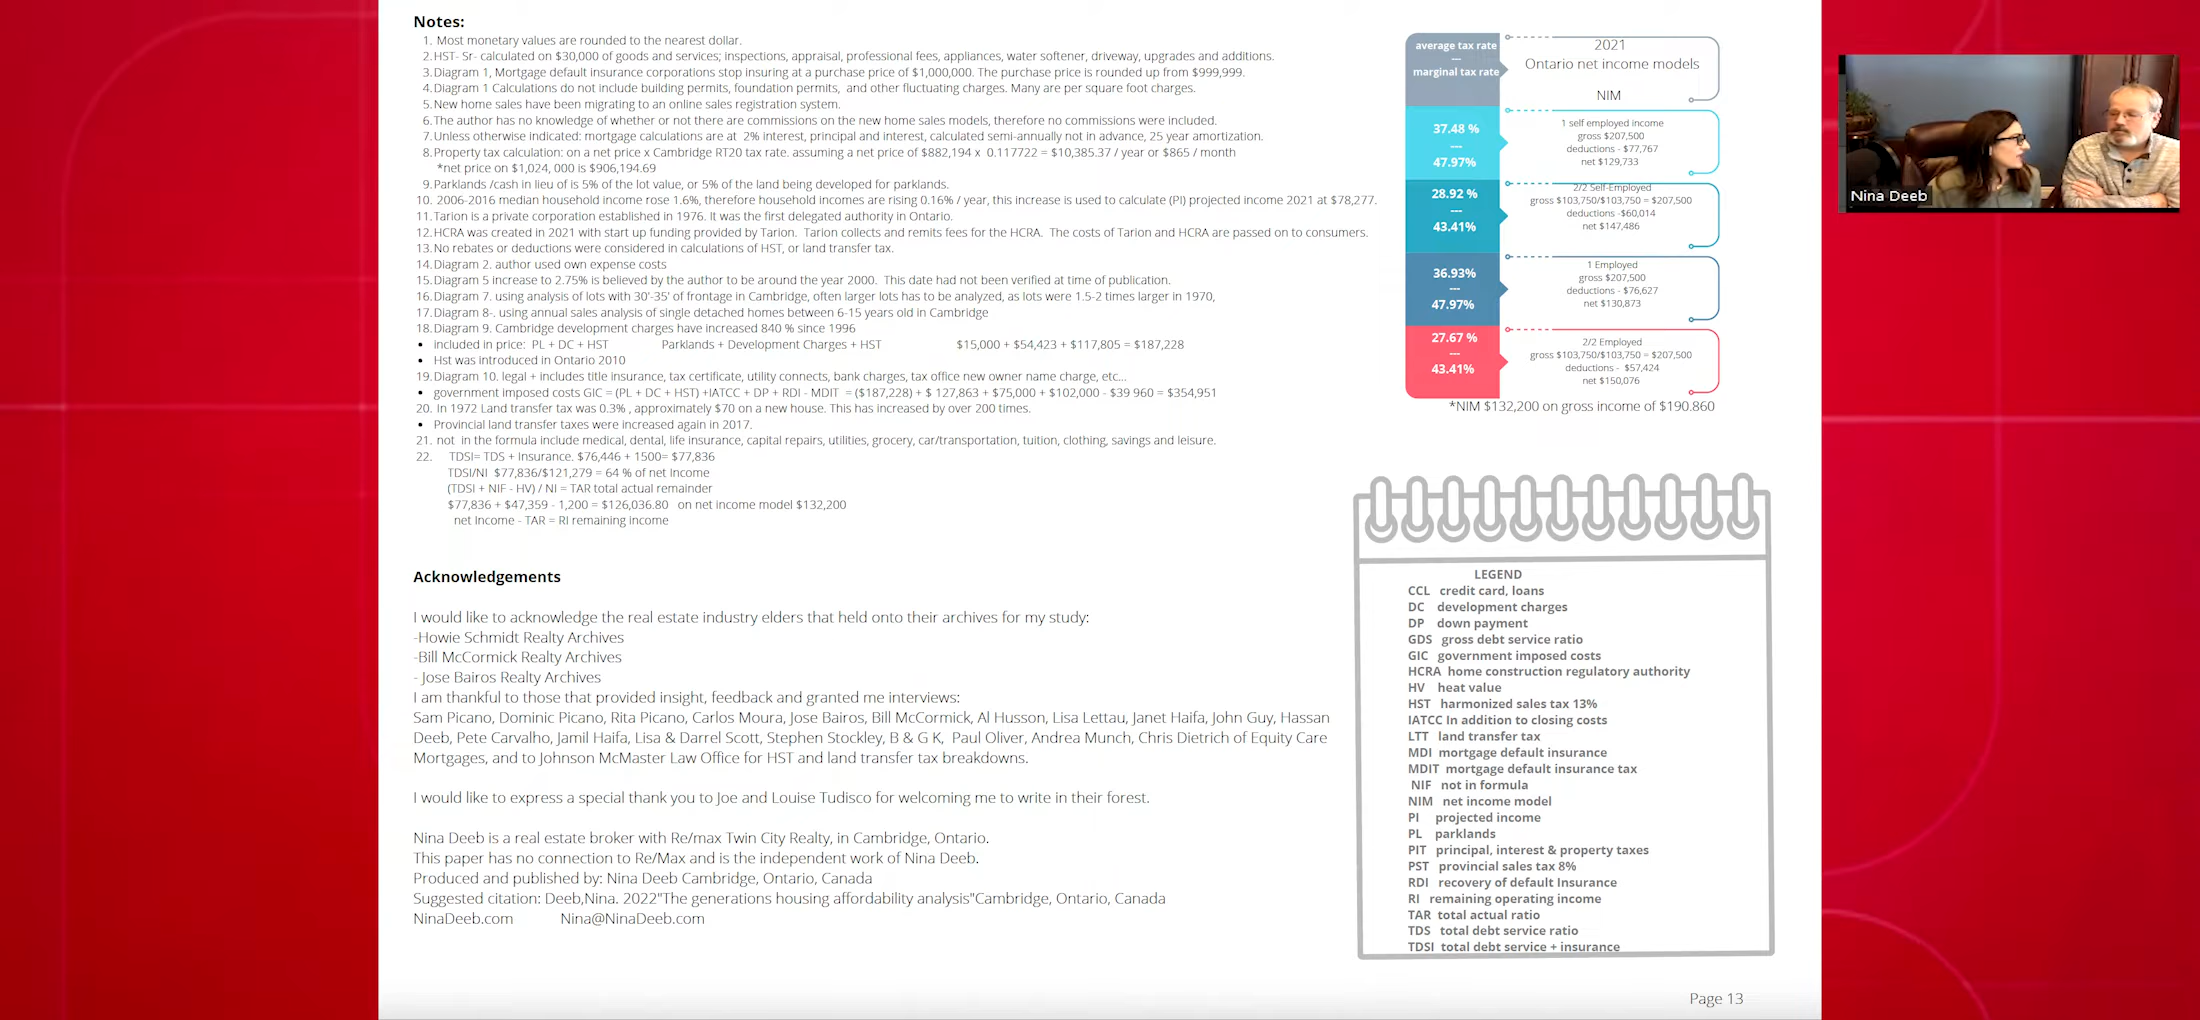 Notes:
1. Most monetary values are rounded to the nearest dollar.
2.HST- Sr- calculated on $30,000 of goods and services; inspections, appraisal, professional fees, appliances, water softener, driveway, upgrades and additions.
3.Diagram 1, Mortgage default insurance corporations stop insuring at a purchase price of $1,000,000. The purchase price is rounded up from $999,999.
4.Diagram 1 Calculations do not include building permits, foundation permits, and other fluctuating charges. Many are per square foot charges.
5.New home sales have been migrating to an online sales registration system.
6.The author has no knowledge of whether or not there are commissions on the new home sales models, therefore no commissions were included.
7.Unless otherwise indicated: mortgage calculations are at 2% interest, principal and interest, calculated semi-annually not in advance, 25 year amortization.
8.Property tax calculation: on a net price x Cambridge RT20 tax rate. assuming a net price of $882,194 x 0.117722 = $10,385.37 / year or $865 / month
*net price on $1,024, 000 is $906,194.69
9.Parklands /cash in lieu of is 5% of the lot value, or 5% of the land being developed for parklands.
10. 2006-2016 median household income rose 1.6%, therefore household incomes are rising 0.16% / year, this increase is used to calculate (PI) projected income 2021 at $78,277.
11.Tarion is a private corporation established in 1976. It was the first delegated authority in Ontario.
12.HCRA was created in 2021 with start up funding provided by Tarion. Tarion collects and remits fees for the HCRA. The costs of Tarion and HCRA are passed on to consumers.
13.No rebates or deductions were considered in calculations of HST, or land transfer tax.
14.Diagram 2. author used own expense costs
15.Diagram 5 increase to 2.75% is believed by the author to be around the year 2000. This date had not been verified at time of publication.
16.Diagram 7. using analysis of lots with 30'-35' of frontage in Cambridge, often larger lots has to be analyzed, as lots were 1.5-2 times larger in 1970,
17.Diagram 8-. using annual sales analysis of single detached homes between 6-15 years old in Cambridge
18.Diagram 9. Cambridge development charges have increased 840 % since 1996
• included in price: PL + DC + HST Parklands + Development Charges + HST $15,000 + $54,423 + $117,805 = $187,228
• Hst was introduced in Ontario 2010
19.Diagram 10. legal + includes title insurance, tax certificate, utility connects, bank charges, tax office new owner name charge, etc...
• government imposed costs GIC = (PL + DC + HST) +IATCC + DP + RDI - MDIT = ($187,228) + $ 127,863 + $75,000 + $102,000 - $39 960 = $354,951
20. In 1972 Land transfer tax was 0.3% , approximately $70 on a new house. This has increased by over 200 times.
• Provincial land transfer taxes were increased again in 2017.
21. not in the formula include medical, dental, life insurance, capital repairs, utilities, grocery, car/transportation, tuition, clothing, savings and leisure.
22. TDSI= TDS + Insurance. $76,446 + 1500= $77,836
TDSI/NI $77,836/$121,279 = 64 % of net Income
(TDSI + NIF - HV) / NI = TAR total actual remainder
$77,836 + $47,359 - 1,200 = $126,036.80 on net income model $132,200
net Income - TAR = RI remaining income
Acknowledgements
I would like to acknowledge the real estate industry elders that held onto their archives for my study:
-Howie Schmidt Realty Archives
-Bill McCormick Realty Archives
- Jose Bairos Realty Archives
I am thankful to those that provided insight, feedback and granted me interviews:
Sam Picano, Dominic Picano, Rita Picano, Carlos Moura, Jose Bairos, Bill McCormick, Al Husson, Lisa Lettau, Janet Haifa, John Guy, Hassan
Deeb, Pete Carvalho, Jamil Haifa, Lisa & Darrel Scott, Stephen Stockley, B & G K, Paul Oliver, Andrea Munch, Chris Dietrich of Equity Care
Mortgages, and to Johnson McMaster Law Office for HST and land transfer tax breakdowns.
I would like to express a special thank you to Joe and Louise Tudisco for welcoming me to write in their forest.
Nina Deeb is a real estate broker with Re/max Twin City Realty, in Cambridge, Ontario.
This paper has no connection to Re/Max and is the independent work of Nina Deeb.
Produced and published by: Nina Deeb Cambridge, Ontario, Canada
Suggested citation: Deeb,Nina. 2022"The generations housing affordability analysis"Cambridge, Ontario, Canada
NinaDeeb.com Nina@NinaDeeb.com
average tax rate
---
marginal tax rate
2021
Ontario net income models
NIM
37.48 %
---
47.97%
1 self employed income
gross $207,500
deductions - $77,767
net $129,733
28.92 %
---
43.41%
2/2 Self-Employed
gross $103,750/$103,750 = $207,500
deductions -$60,014
net $147,486
36.93%
---
47.97%
1 Employed
gross $207,500
deductions - $76,627
net $130,873
27.67 %
---
43.41%
2/2 Employed
gross $103,750/$103,750 = $207,500
deductions - $57,424
net $150,076
*NIM $132,200 on gross income of $190.860
LEGEND
CCL credit card, loans
DC development charges
DP down payment
GDS gross debt service ratio
GIC government imposed costs
HCRA home construction regulatory authority
HV heat value
HST harmonized sales tax 13%
IATCC In addition to closing costs
LTT land transfer tax
MDI mortgage default insurance
MDIT mortgage default insurance tax
NIF not in formula
NIM net income model
PI projected income
PL parklands
PIT principal, interest & property taxes
PST provincial sales tax 8%
RDI recovery of default Insurance
RI remaining operating income
TAR total actual ratio
TDS total debt service ratio
TDSI total debt service + insurance
Page 13
Nina Deeb